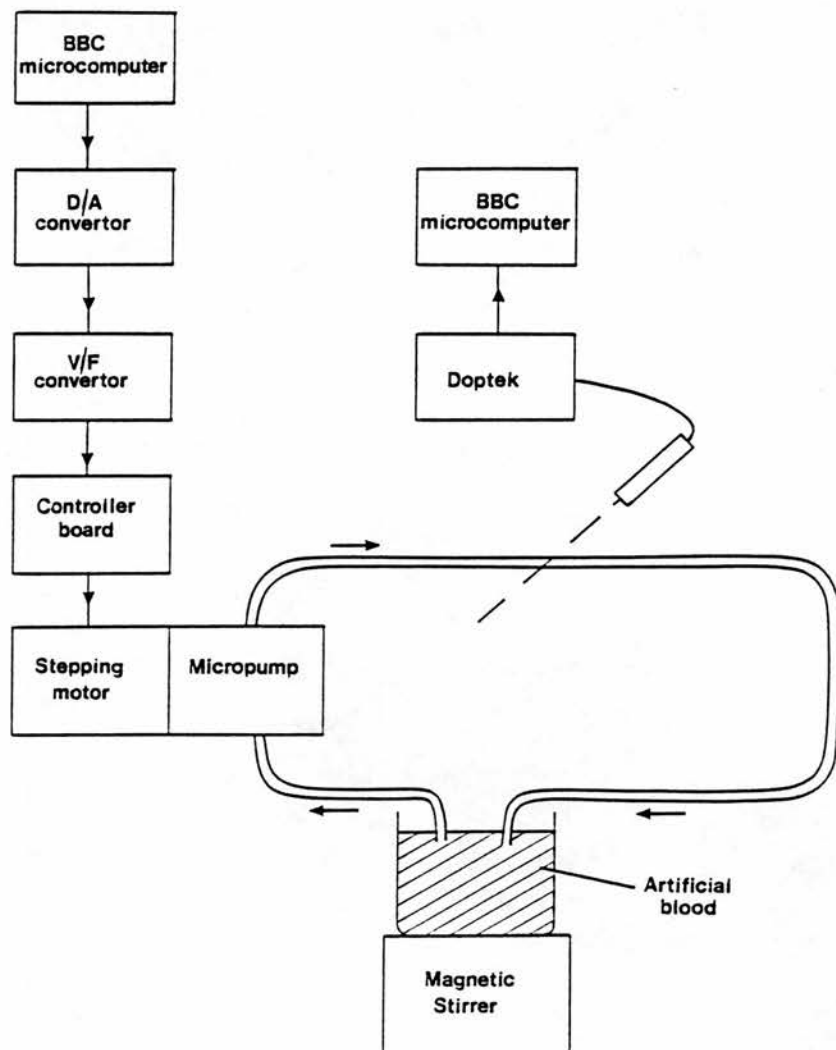 BBC
microcomputer
D/A
convertor
V/F
convertor
Controller
board
Stepping
motor
Micropump
BBC
microcomputer
Doptek
Artificial
blood
Magnetic
Stirrer